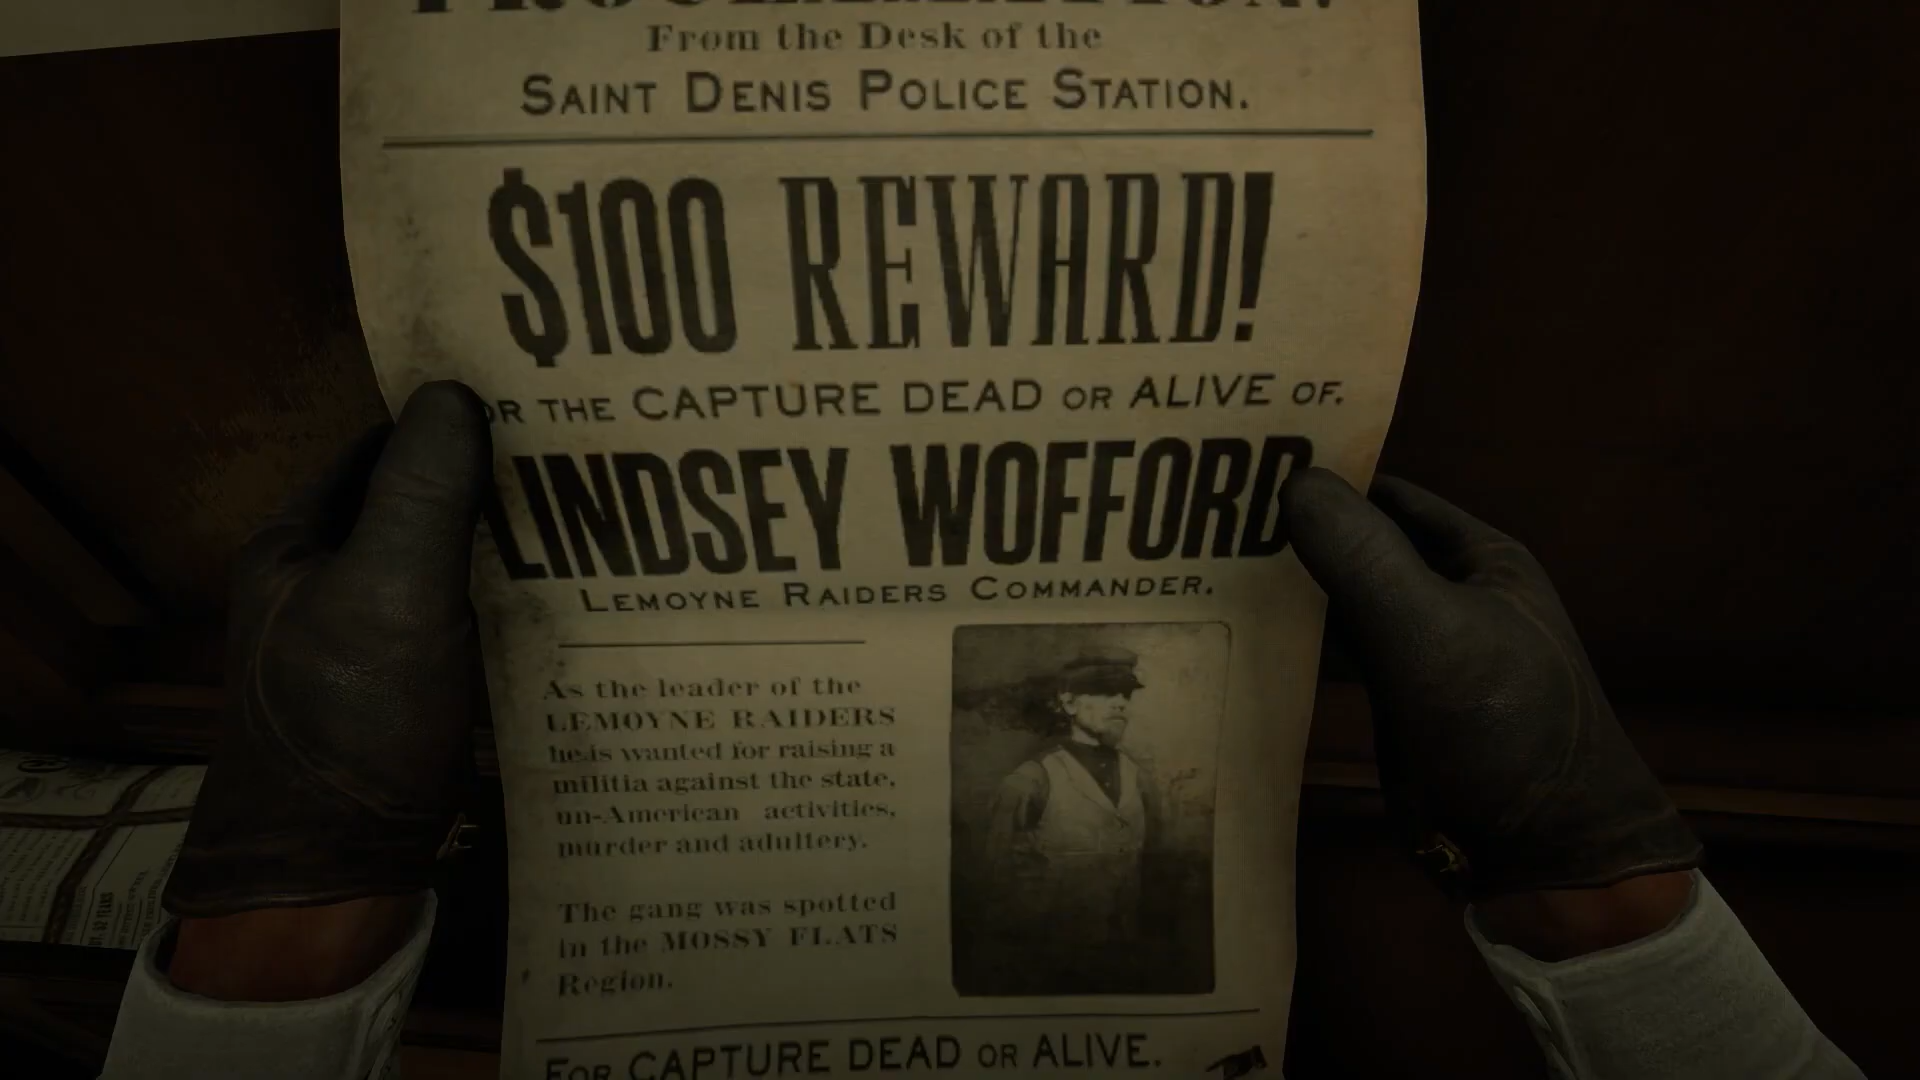 From the Desk of the
SAINT DENIS POLICE STATION.
$100 REWARD!
OR THE CAPTURE DEAD OR ALIVE OF.
LINDSEY WOFFORD
LEMOYNE RAIDERS COMMANDER.
As the leader of the
LEMOYNE RAIDERS
he is wanted for raising a
militia against the state,
un-American activities,
murder and adultery.
The gang was spotted
in the MOSSY FLATS
Region.
FOR CAPTURE DEAD OR ALIVE.